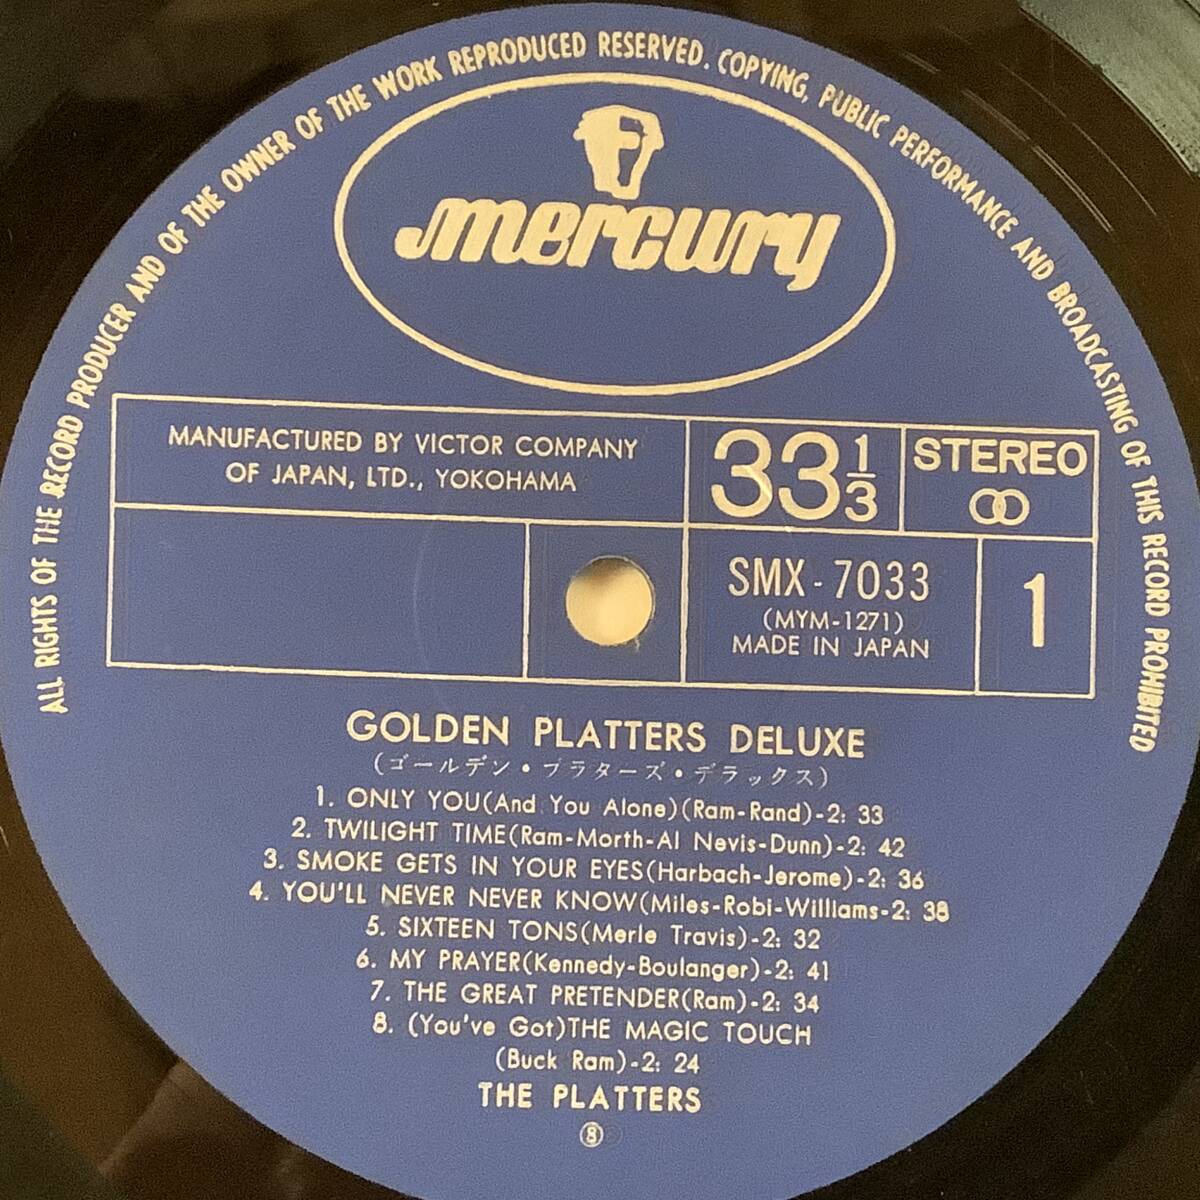 ALL RIGHTS OF THE RECORD PRODUCER AND OF THE OWNER OF THE WORK REPRODUCED RESERVED. COPYING, PUBLIC PERFORMANCE AND BROADCASTING OF THIS RECORD PROHIBITED
mercury
MANUFACTURED BY VICTOR COMPANY
OF JAPAN, LTD., YOKOHAMA
33 1/3
STEREO
SMX-7033
(MYM-1271)
MADE IN JAPAN
1
GOLDEN PLATTERS DELUXE
(ゴールデン・プラターズ・デラックス)
1. ONLY YOU(And You Alone)(Ram-Rand)-2: 33
2. TWILIGHT TIME(Ram-Morth-Al Nevis-Dunn)-2: 42
3. SMOKE GETS IN YOUR EYES(Harbach-Jerome)-2: 36
4. YOU'LL NEVER NEVER KNOW(Miles-Robi-Williams-2: 38
5. SIXTEEN TONS(Merle Travis)-2: 32
6. MY PRAYER(Kennedy-Boulanger)-2: 41
7. THE GREAT PRETENDER(Ram)-2: 34
8. (You've Got)THE MAGIC TOUCH
(Buck Ram)-2: 24
THE PLATTERS
⑧